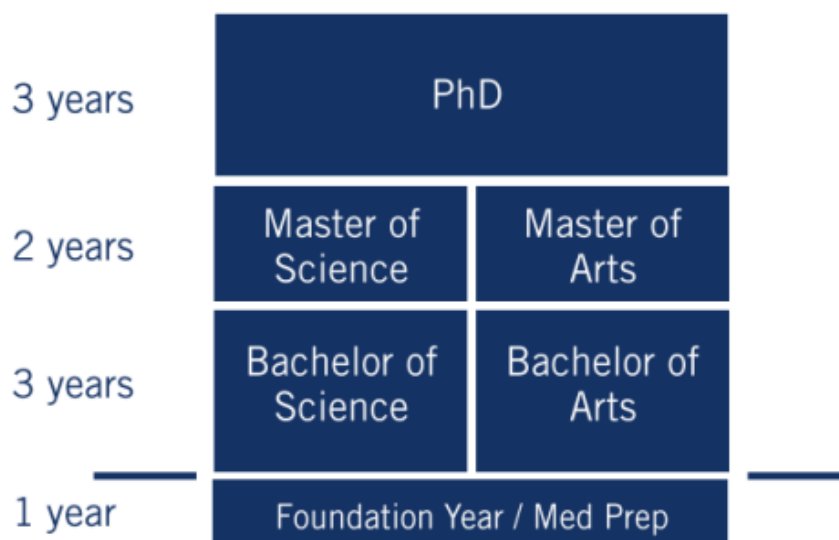 3 years
PhD
2 years
Master of
Science
Master of
Arts
3 years
Bachelor of
Science
Bachelor of
Arts
1 year
Foundation Year / Med Prep